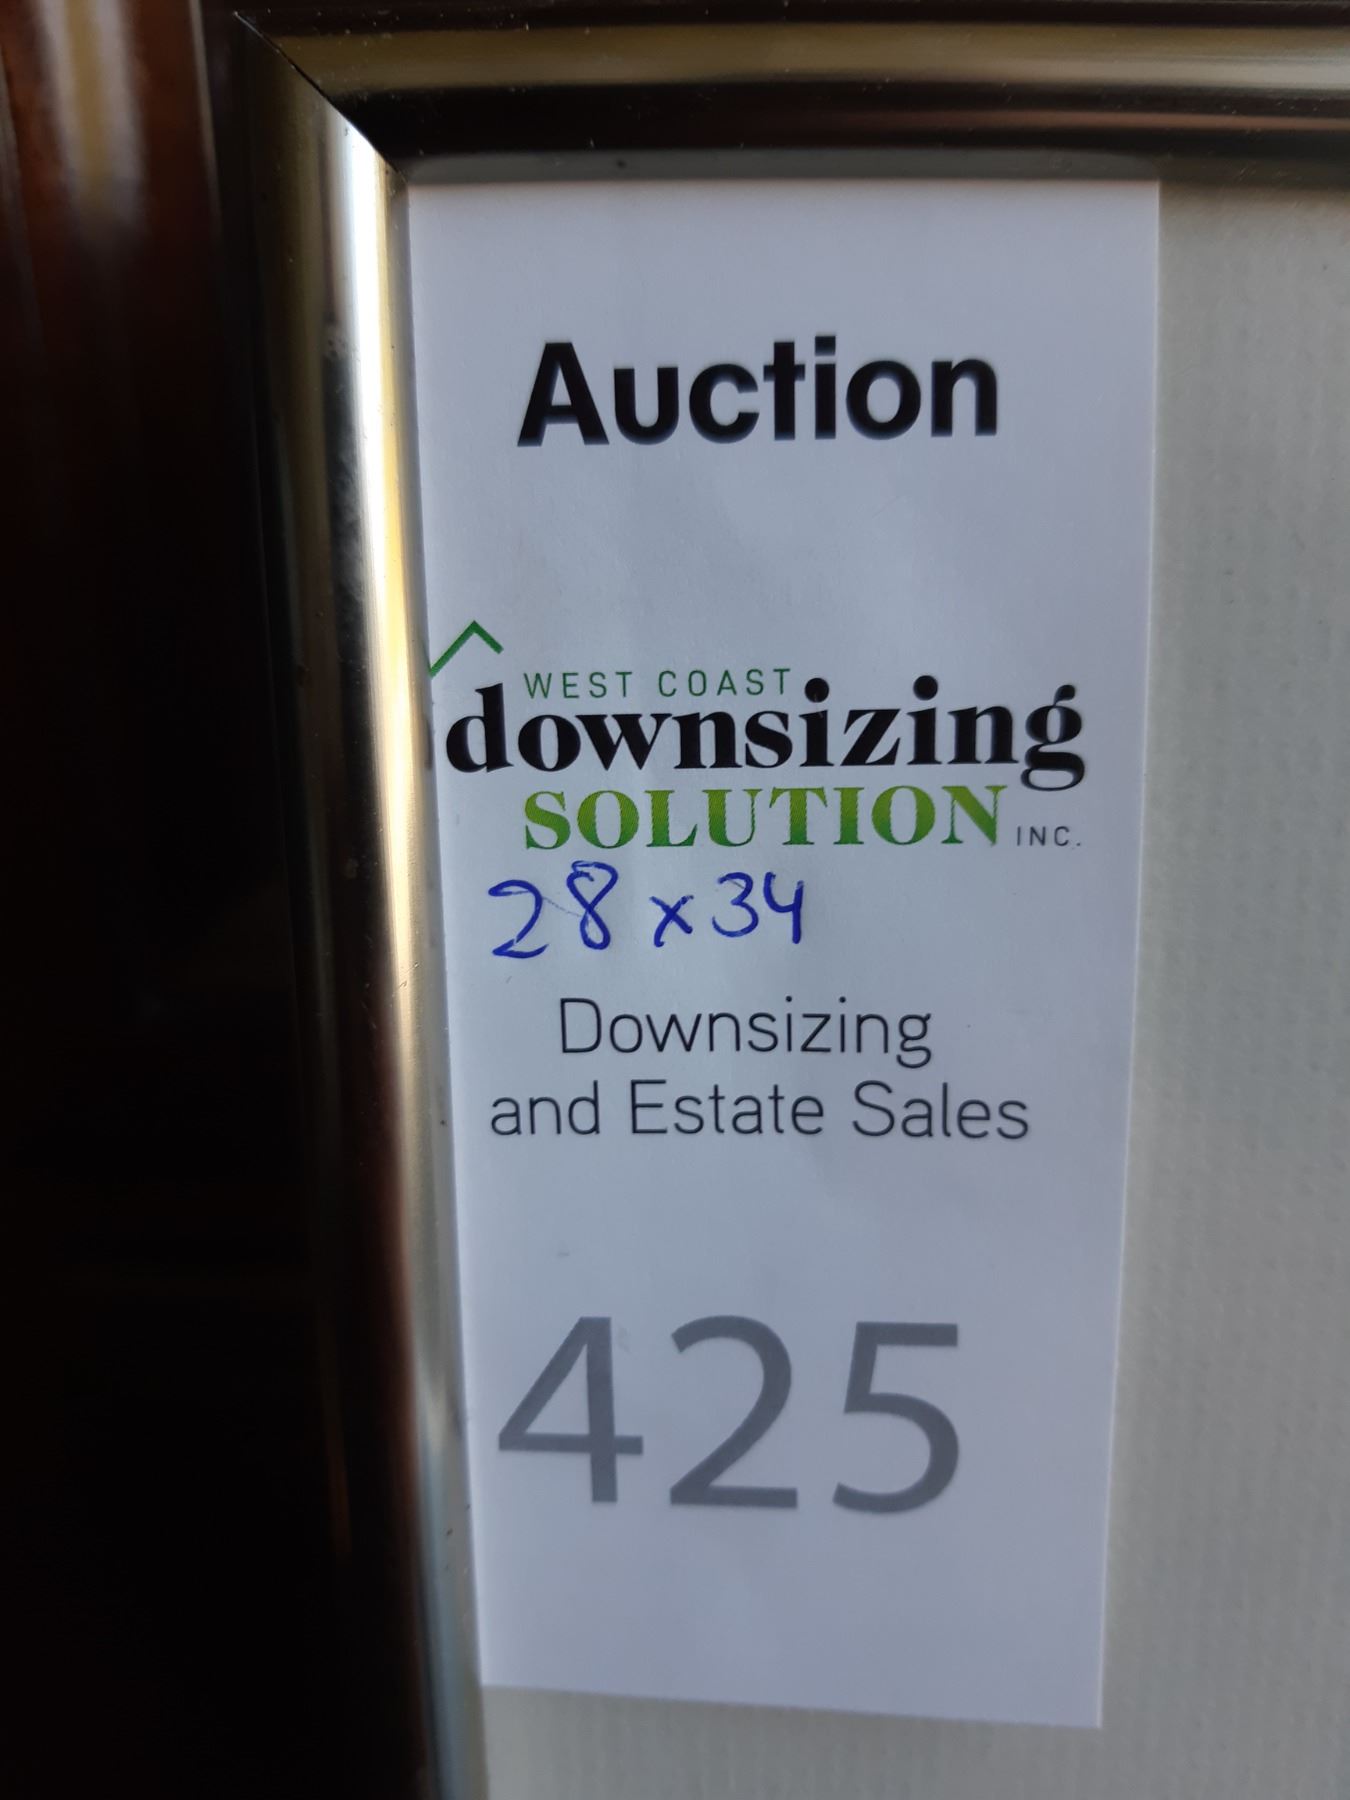 Auction
WEST COAST
downsizing
SOLUTION INC.
28 x 34
Downsizing
and Estate Sales
425